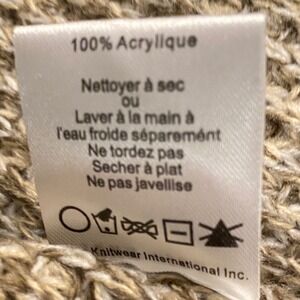 100% Acrylique
Nettoyer à sec
ou
Laver à la main à
l'eau froide séparément
Ne tordez pas
Secher à plat
Ne pas javellise
Knitwear International Inc.